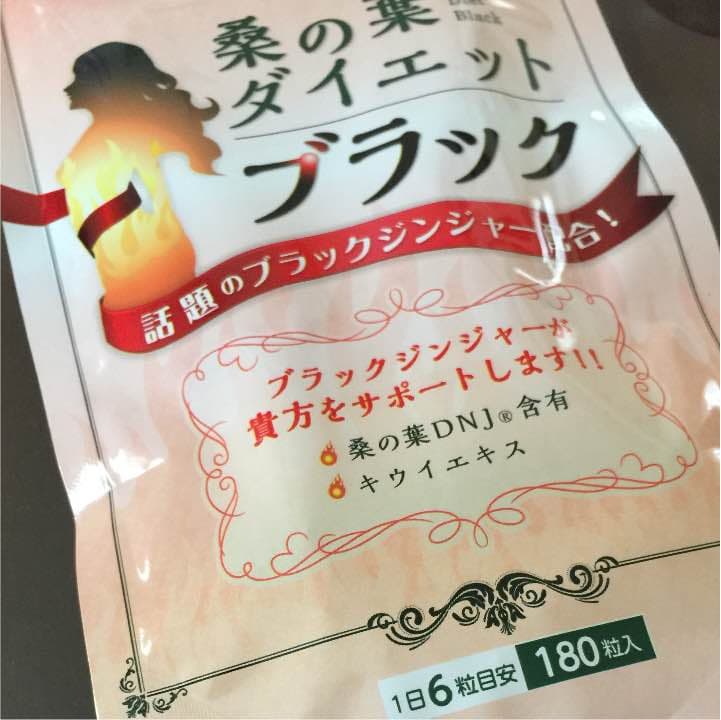 Black
桑の葉
ダイエット
ブラック
話題のブラックジンジャー配合!
ブラックジンジャーが
貴方をサポートします!!
桑の葉DNJ®含有
キウイエキス
1日6粒目安 180粒入